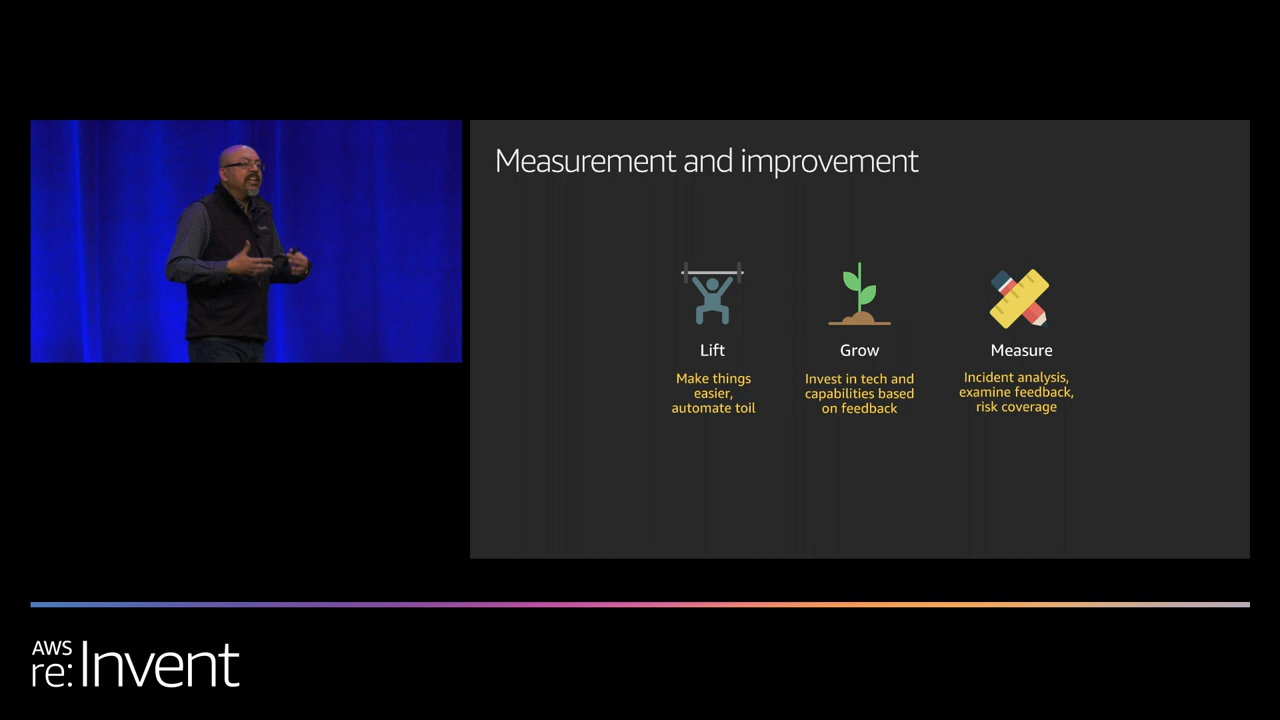 Measurement and improvement
Lift
Make things
easier,
automate toil
Grow
Invest in tech and
capabilities based
on feedback
Measure
Incident analysis,
examine feedback,
risk coverage
AWS
re:Invent